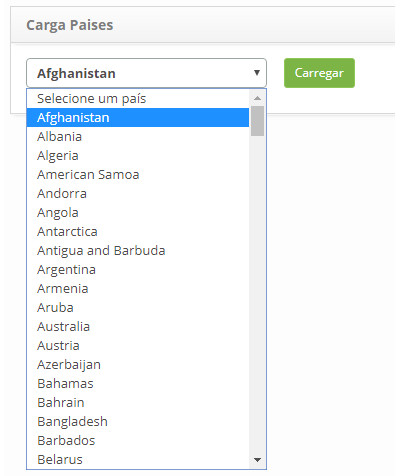 Carga Paises
Afghanistan
Carregar
Selecione um país
Afghanistan
Albania
Algeria
American Samoa
Andorra
Angola
Antarctica
Antigua and Barbuda
Argentina
Armenia
Aruba
Australia
Austria
Azerbaijan
Bahamas
Bahrain
Bangladesh
Barbados
Belarus